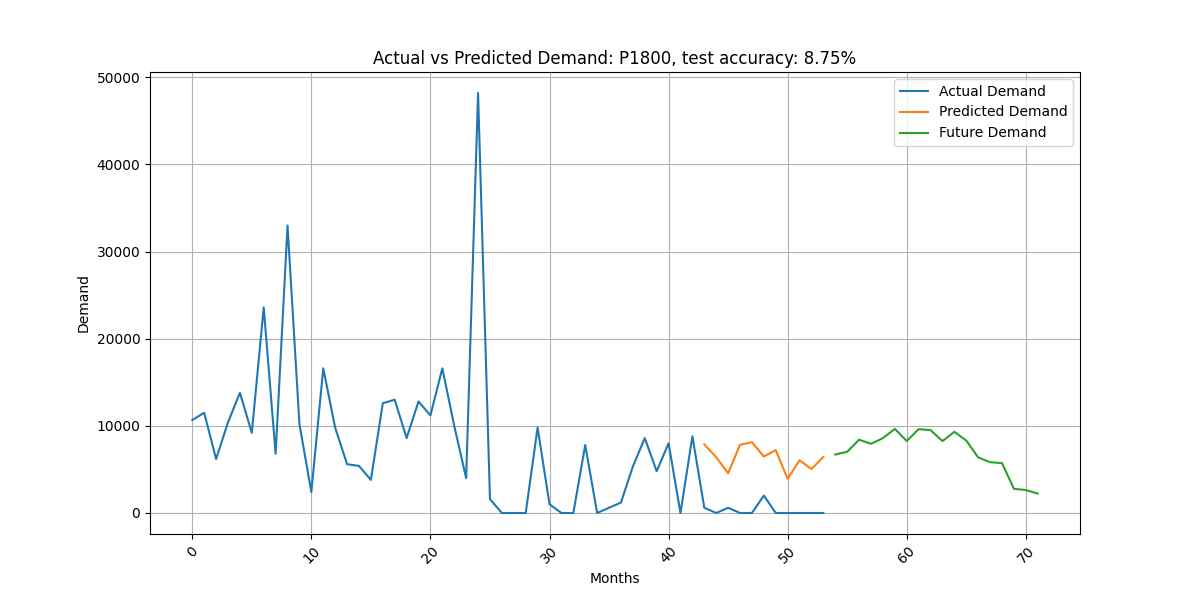 Actual vs Predicted Demand: P1800, test accuracy: 8.75%
Actual Demand
Predicted Demand
Future Demand
50000
40000
30000
20000
10000
0
Demand
0
10
20
30
40
50
60
70
Months